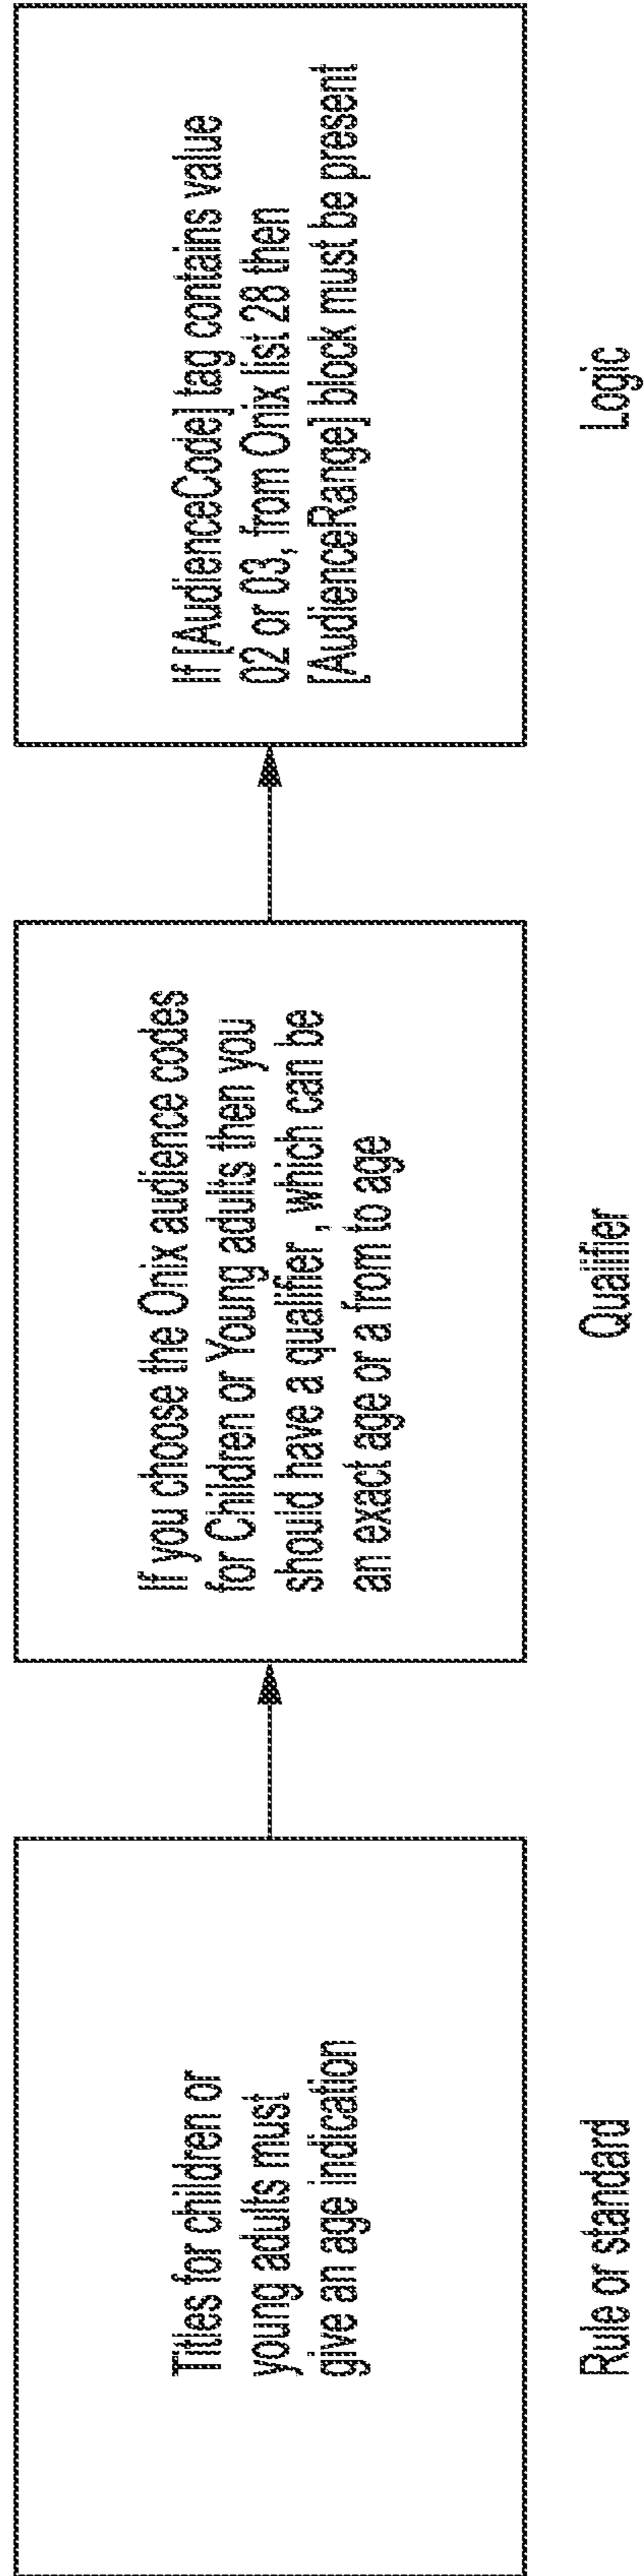 Titles for children or
young adults must
give an age indication
Rule or standard
If you choose the Onix audience codes
for Children or Young adults then you
should have a qualifier , which can be
an exact age or a from to age
Qualifier
If [AudienceCode] tag contains value
02 or 03, from Onix list 28 then
[AudienceRange] block must be present
Logic